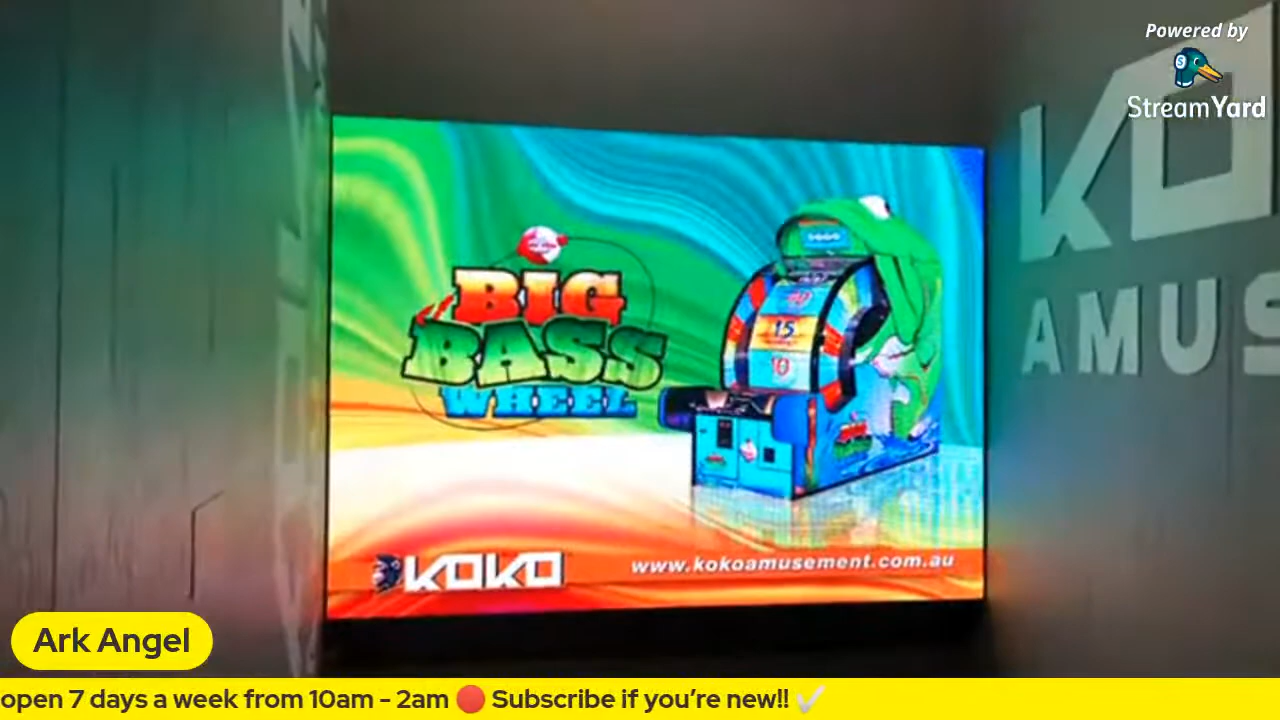 Powered by
StreamYard
KO
AMUS
BIG
BASS
WHEEL
15
10
KOKO
www.kokoamusement.com.au
Ark Angel
open 7 days a week from 10am - 2am 🔴 Subscribe if you’re new!! ✔️